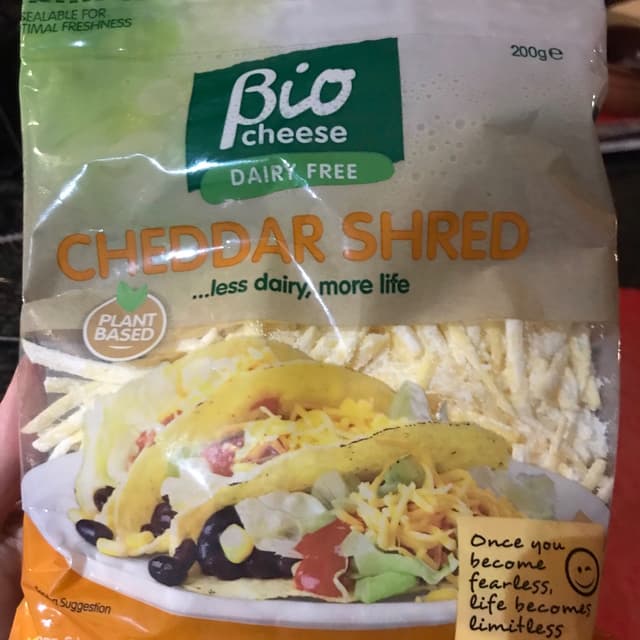 SEALABLE FOR
TIMAL FRESHNESS
200g e
Bio
cheese
DAIRY FREE
CHEDDAR SHRED
...less dairy, more life
PLANT
BASED
Once you
become
fearless,
life becomes
limitless
Suggestion